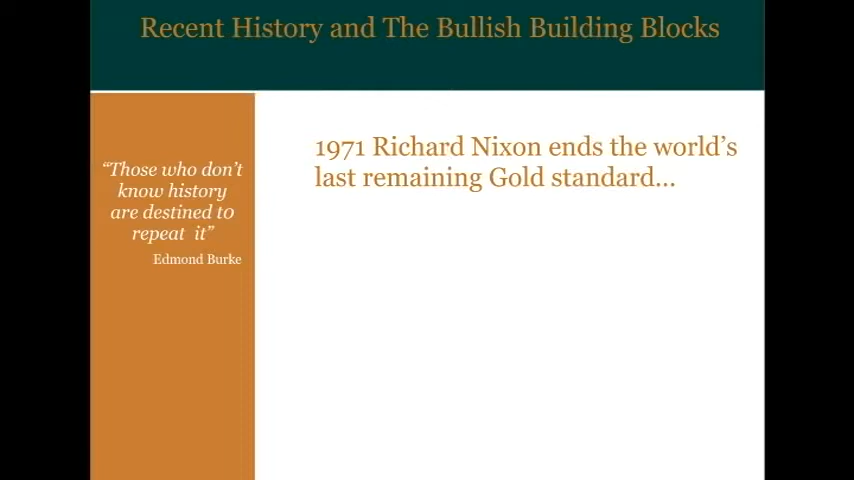 Recent History and The Bullish Building Blocks
“Those who don’t
know history
are destined t0
repeat it”
Edmond Burke
1971 Richard Nixon ends the world’s
last remaining Gold standard...